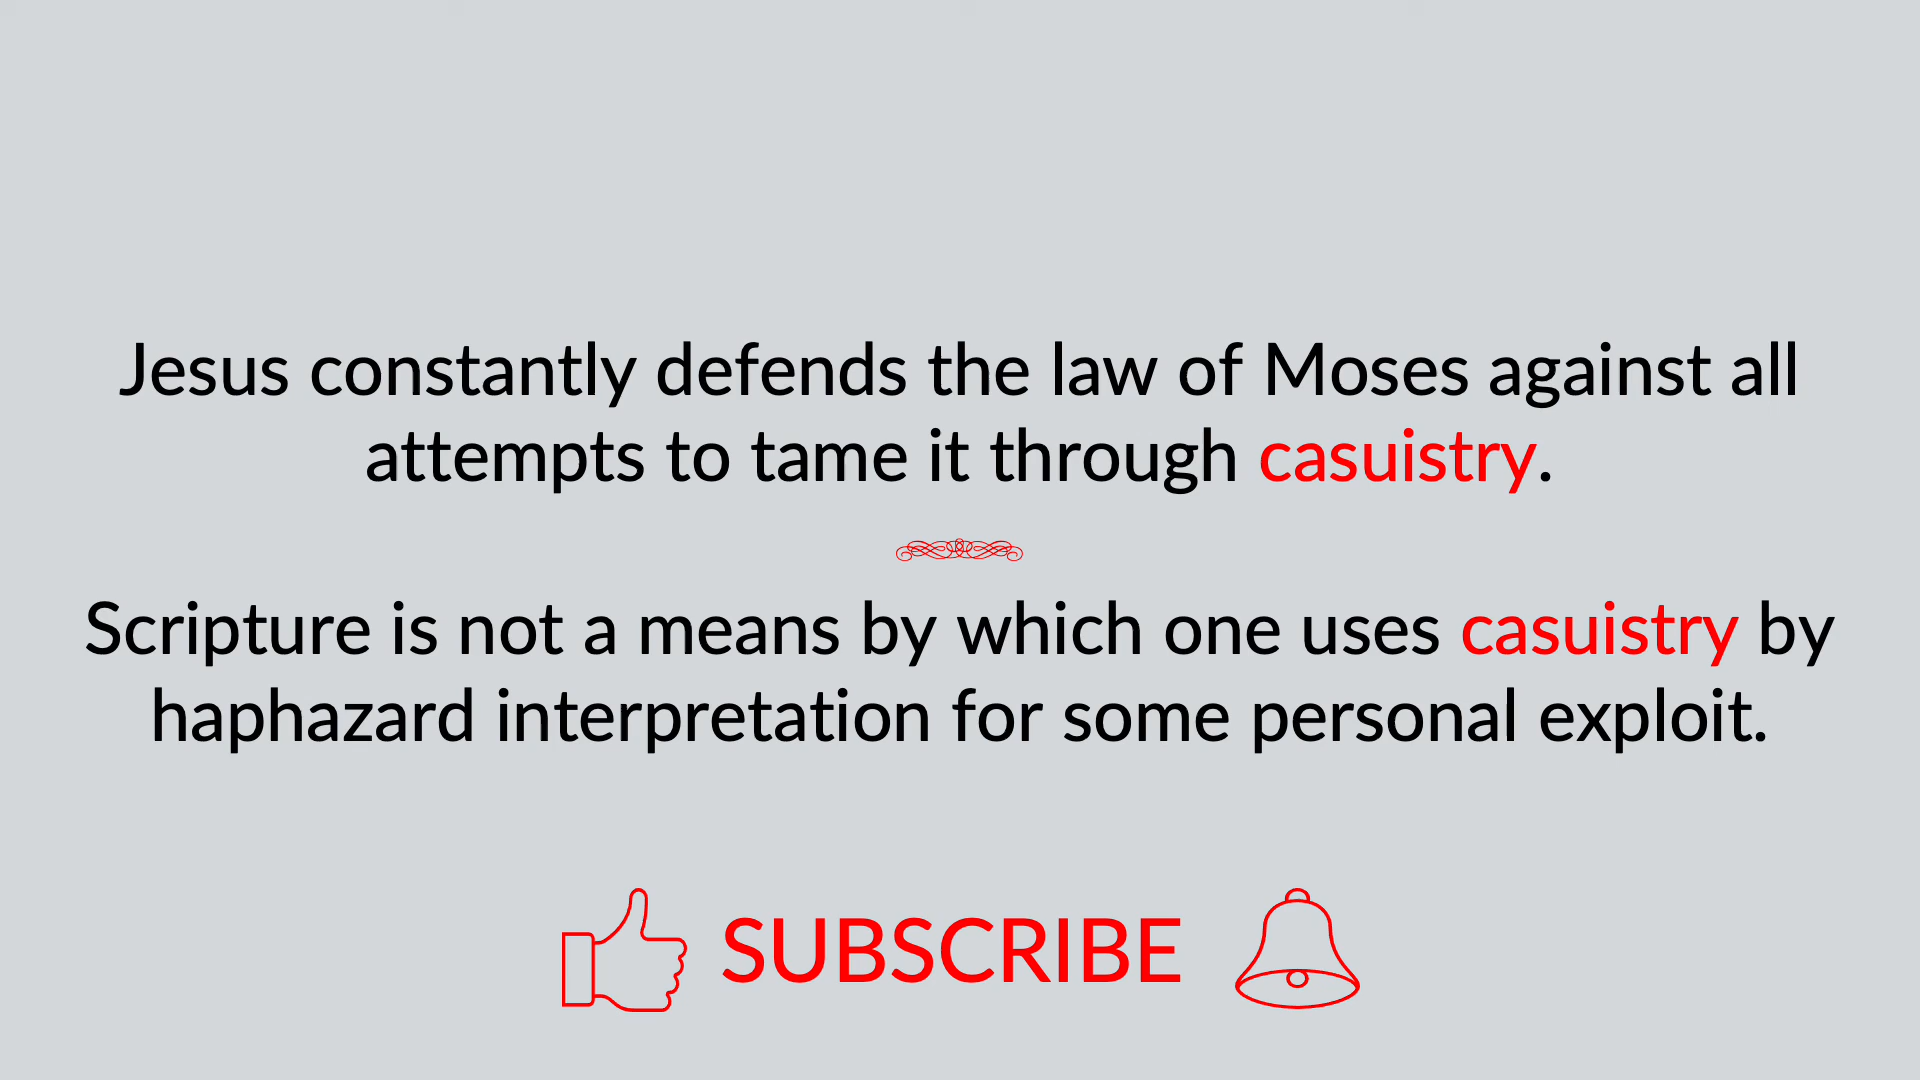 Jesus constantly defends the law of Moses against all
attempts to tame it through casuistry.
Scripture is not a means by which one uses casuistry by
haphazard interpretation for some personal exploit.
SUBSCRIBE